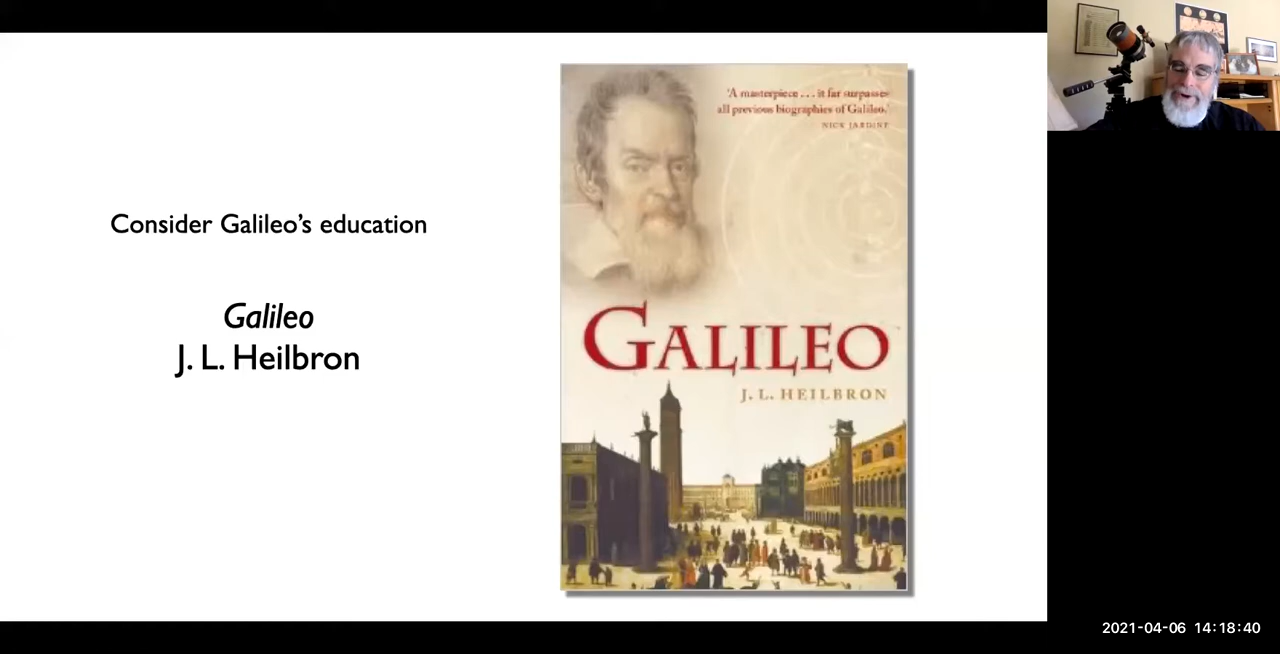 Consider Galileo's education
Galileo
J. L. Heilbron
'A masterpiece . . . it far surpasses
all previous biographies of Galileo.'
NICK JARDINE
GALILEO
J. L. HEILBRON
2021-04-06 14:18:40